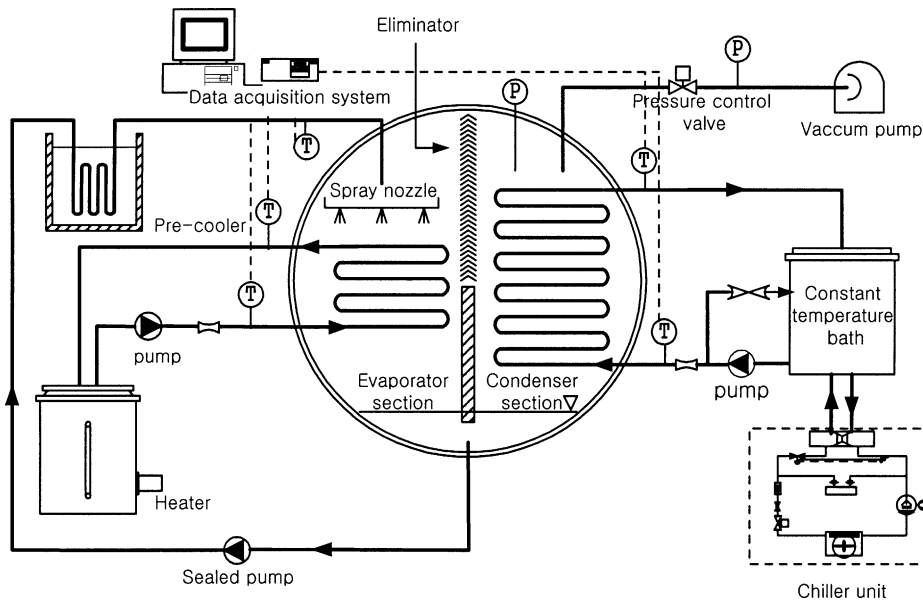 Eliminator
P
Data acquisition system
P
Pressure control
valve
Vaccum pump
T
T
Spray nozzle
T
Pre-cooler
T
T
Constant
temperature
bath
pump
Evaporator
section
Condenser
section
pump
Heater
Sealed pump
Chiller unit